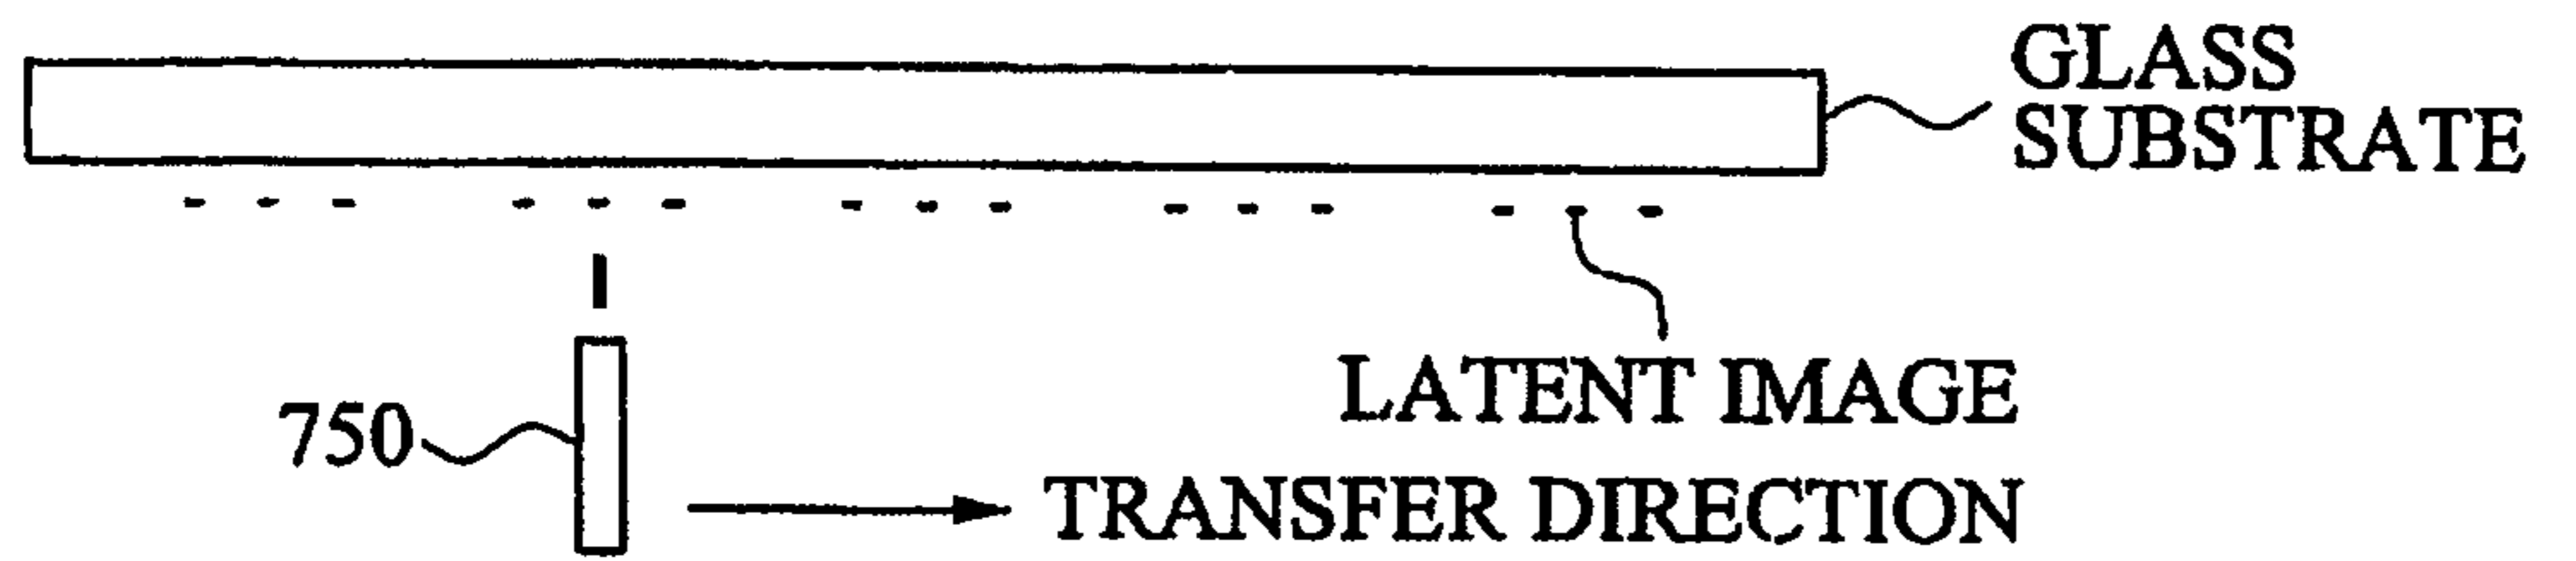 GLASS
SUBSTRATE
LATENT IMAGE
750
TRANSFER DIRECTION